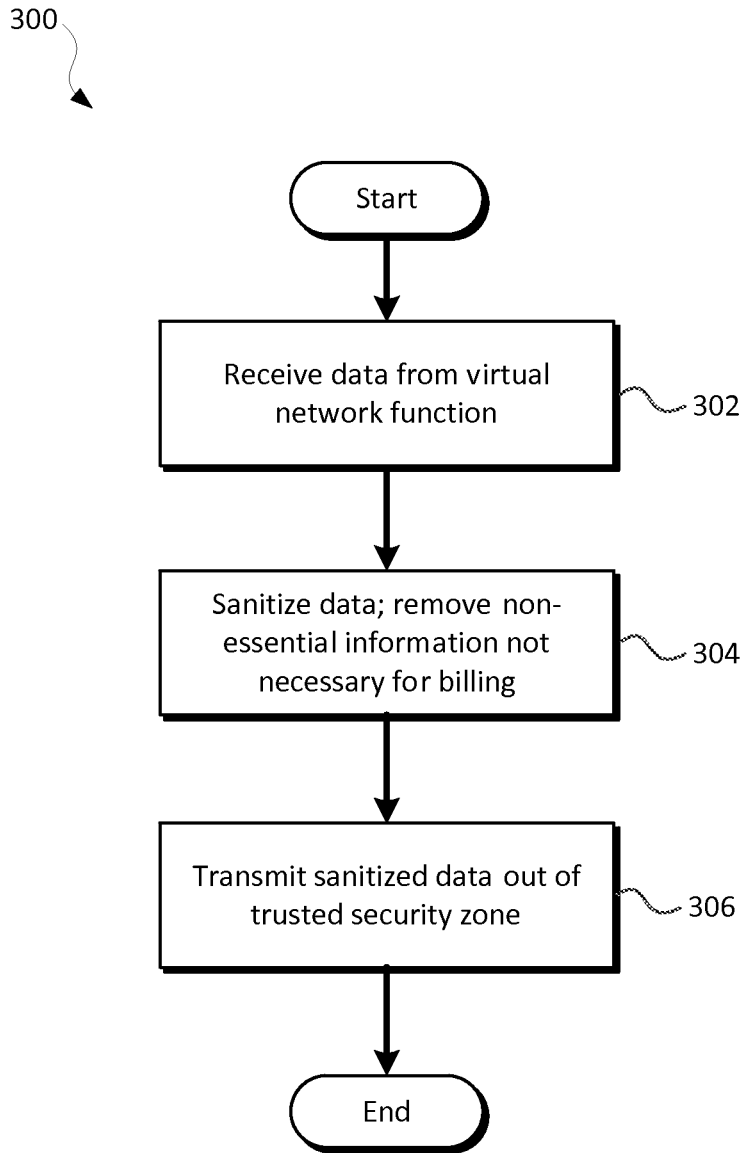 300
Start
Receive data from virtual
network function
302
Sanitize data; remove non-
essential information not
necessary for billing
304
Transmit sanitized data out of
trusted security zone
306
End